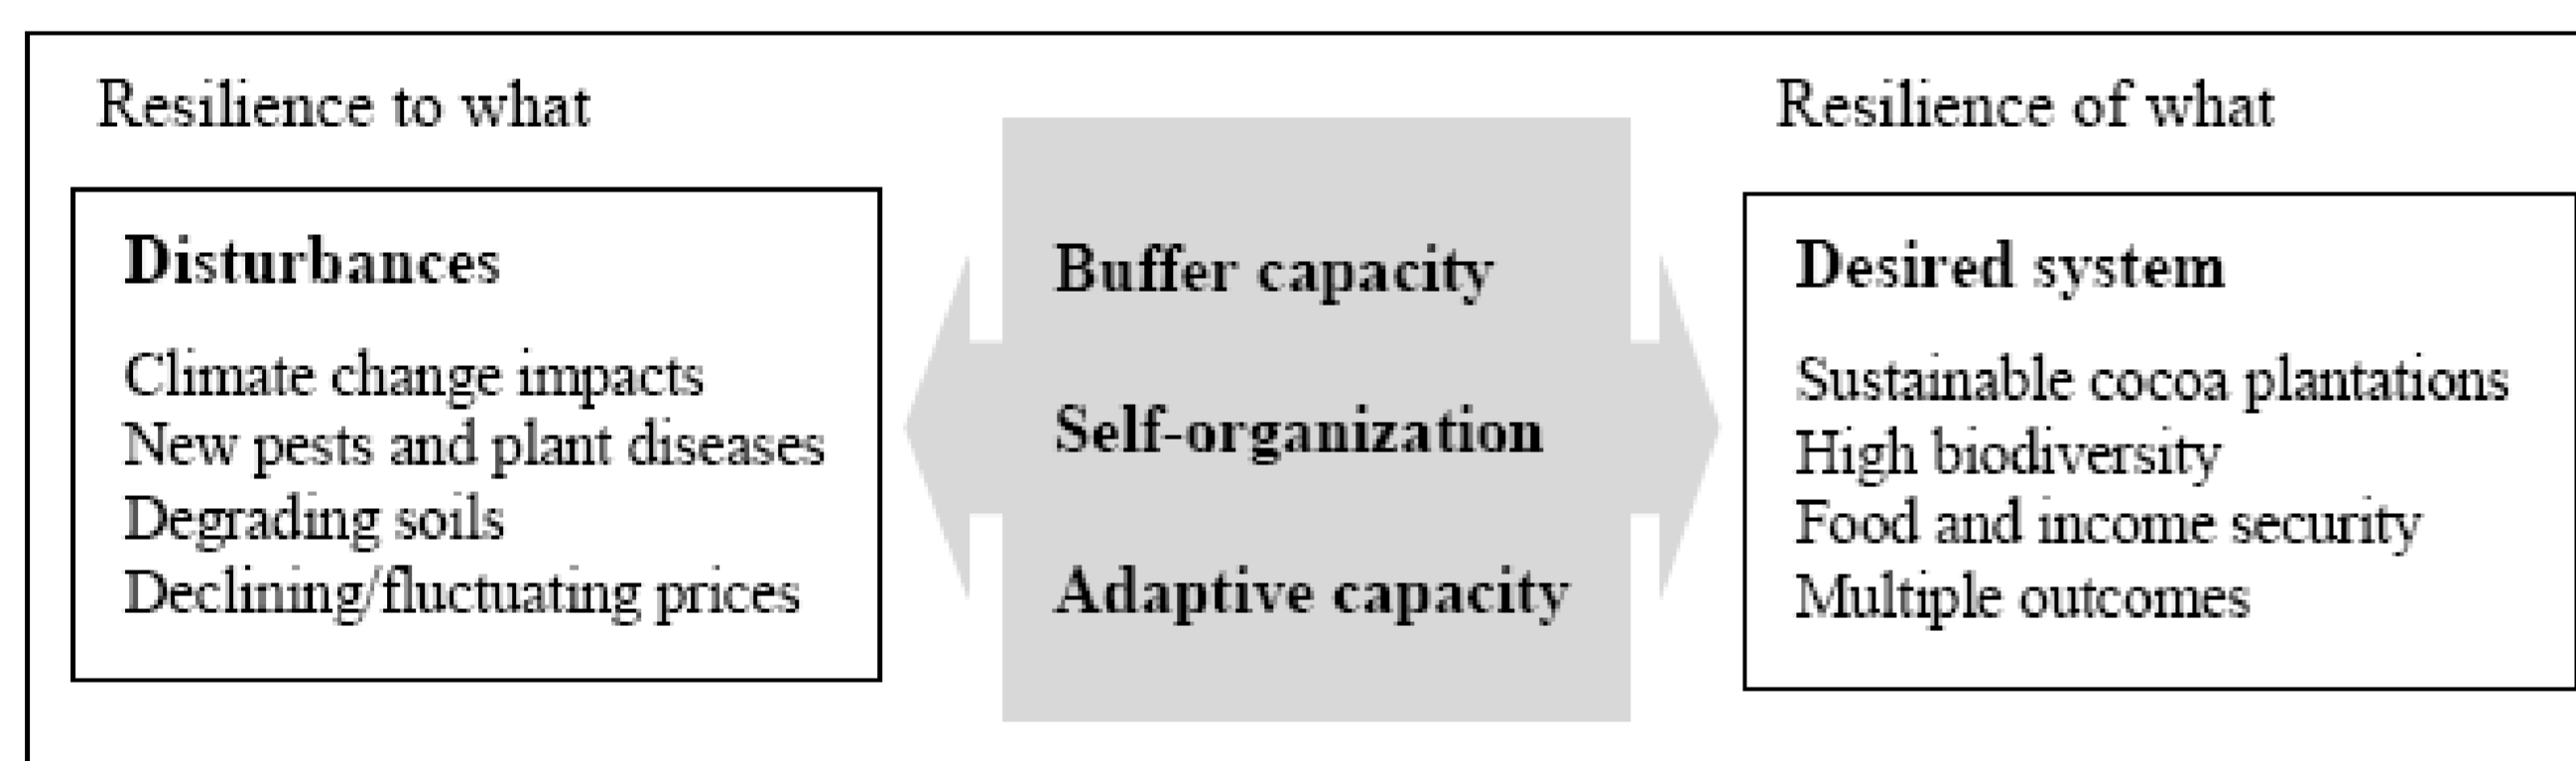 Resilience to what
Disturbances
Climate change impacts
New pests and plant diseases
Degrading soils
Declining/fluctuating prices
Buffer capacity
Self-organization
Adaptive capacity
Resilience of what
Desired system
Sustainable cocoa plantations
High biodiversity
Food and income security
Multiple outcomes